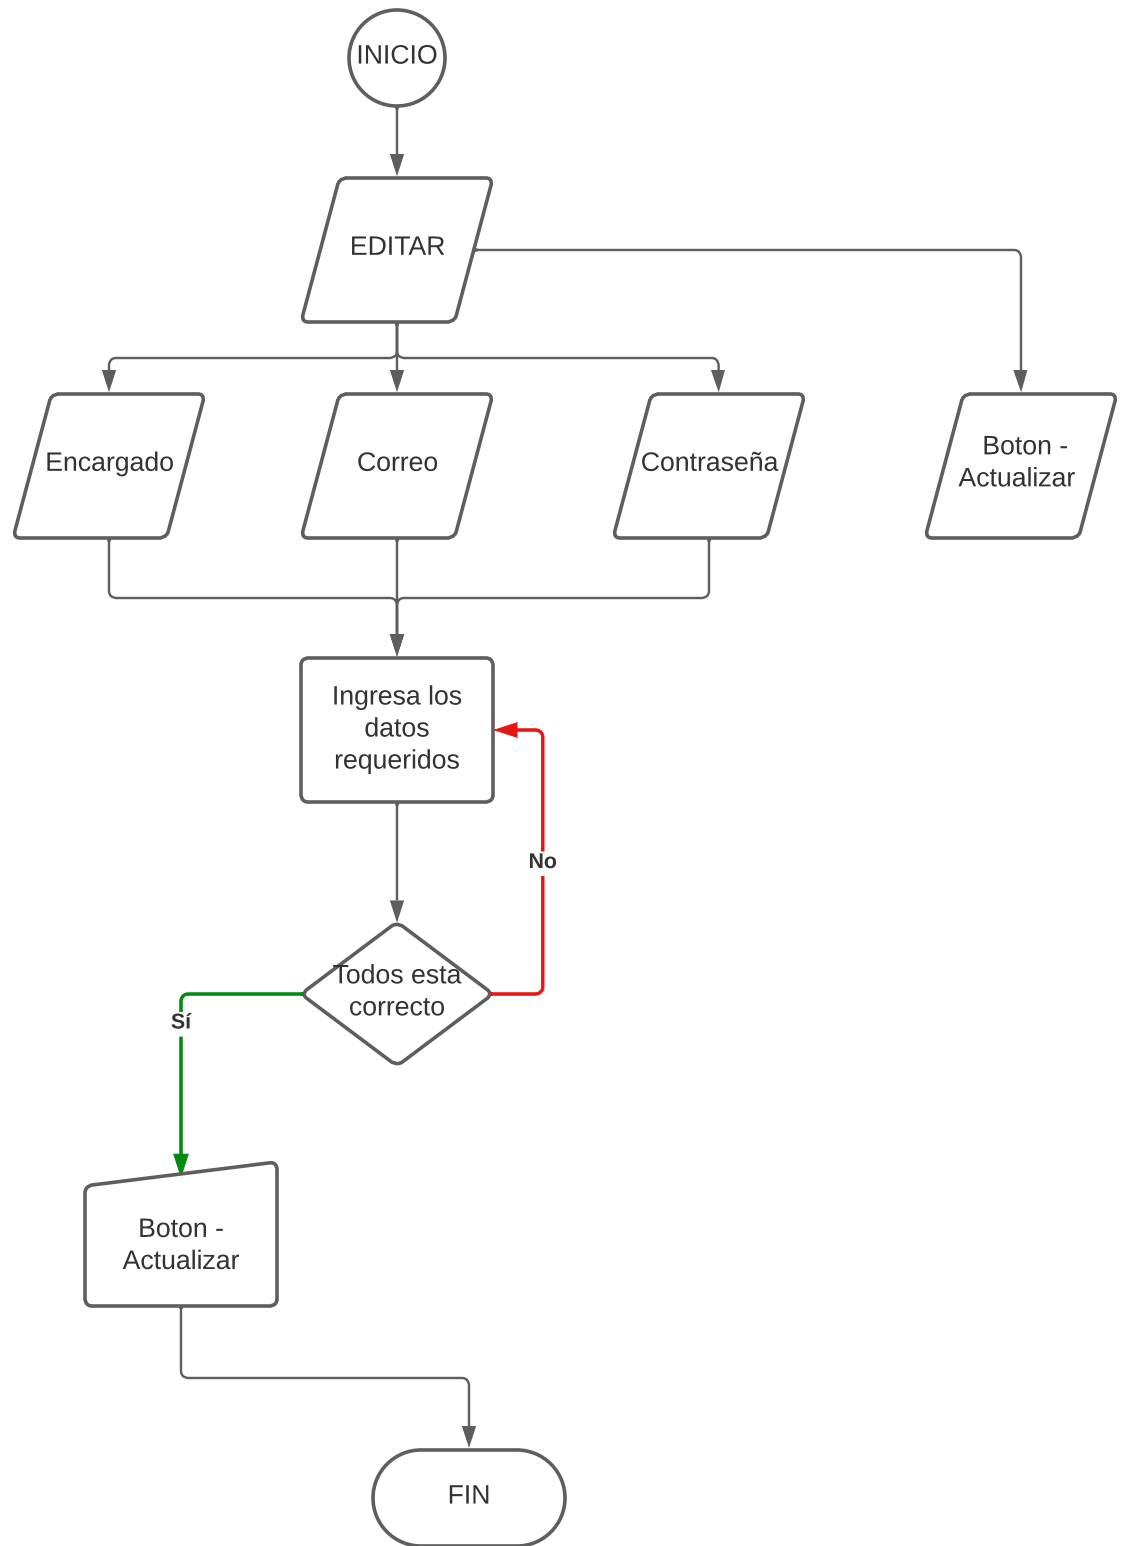 INICIO
EDITAR
Encargado
Correo
Contraseña
Boton -
Actualizar
Ingresa los
datos
requeridos
No
Todos esta
correcto
Sí
Boton -
Actualizar
FIN